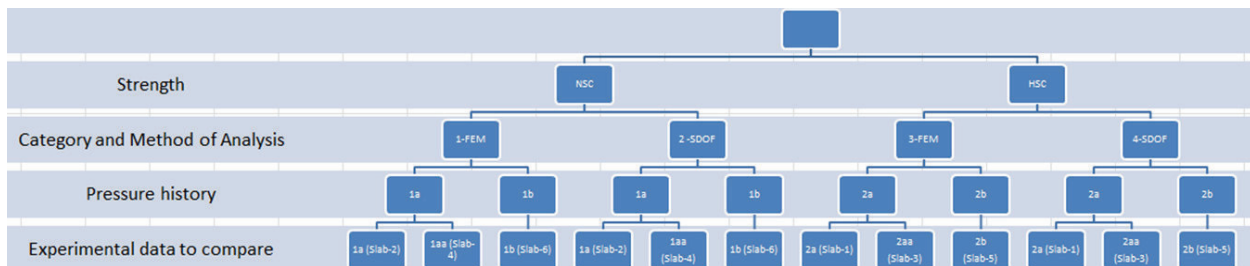 Strength
NSC
HSC
Category and Method of Analysis
1-FEM
2 -SDOF
3-FEM
4-SDOF
Pressure history
1a
1b
1a
1b
2a
2b
2a
2b
Experimental data to compare
1a (Slab-2)
1aa (Slab-
4)
1b (Slab-6)
1a (Slab-2)
1aa
(Slab-4)
1b (Slab-6)
2a (Slab-1)
2aa
(Slab-3)
2b
(Slab-5)
2a (Slab-1)
2aa
(Slab-3)
2b (Slab-5)